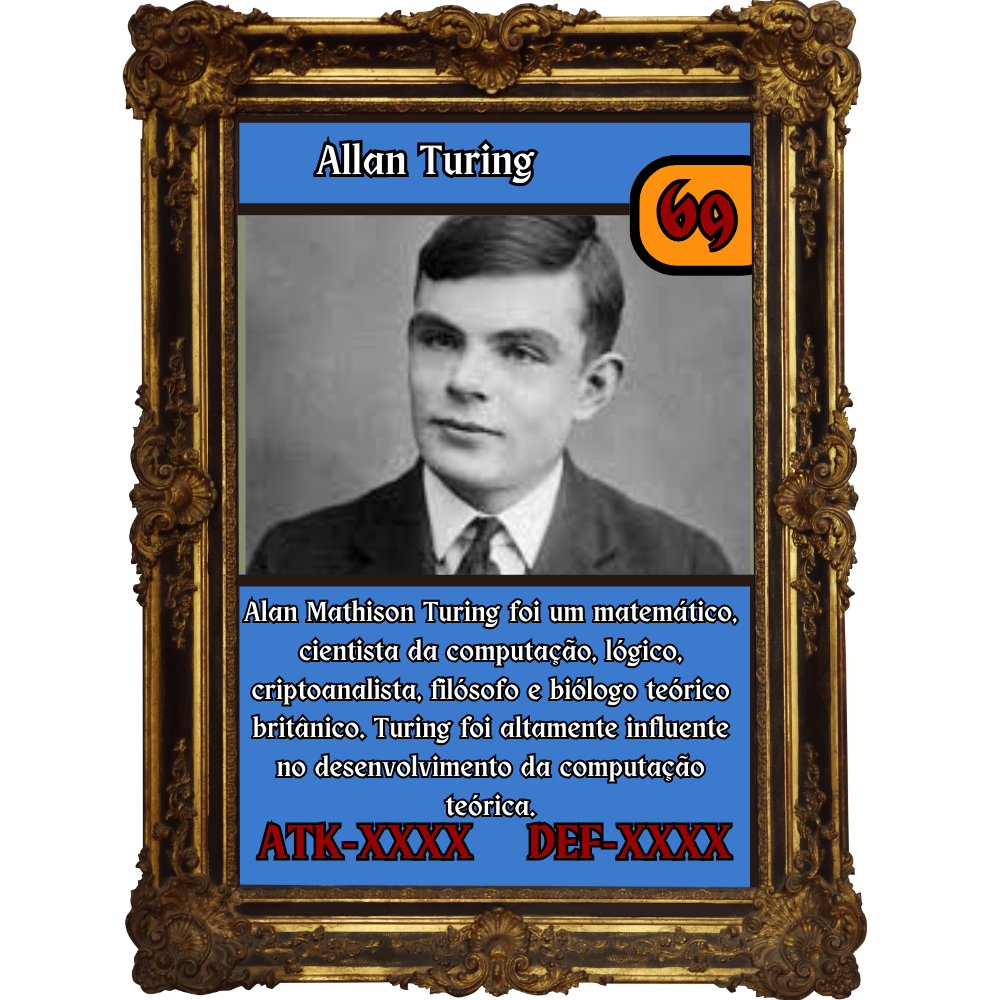 Allan Turing
69
Alan Mathison Turing foi um matemático,
cientista da computação, lógico,
criptoanalista, filósofo e biólogo teórico
britânico. Turing foi altamente influente
no desenvolvimento da computação
teórica.
ATK-XXXX DEF-XXXX